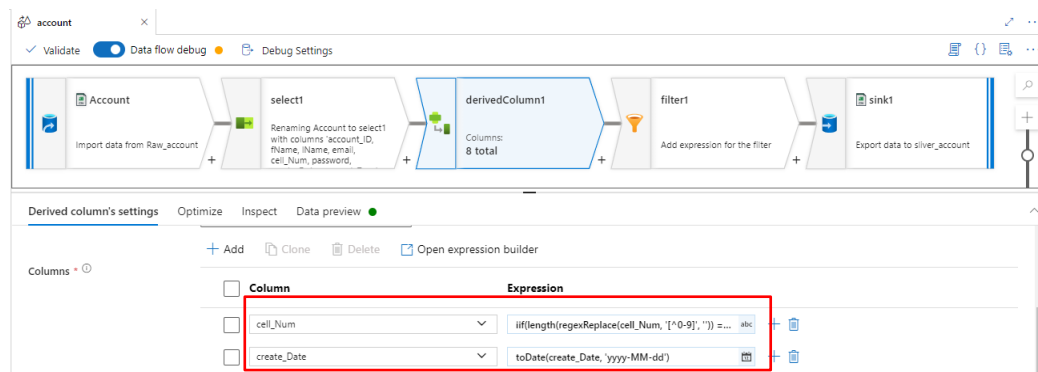 account
Validate
Data flow debug
Debug Settings
Account
Import data from Raw_account
select1
Renaming Account to select1
with columns 'account_ID,
fName, lName, email,
cell_Num, password,
derivedColumn1
Columns:
8 total
filter1
Add expression for the filter
sink1
Export data to sliver_account
Derived column's settings
Optimize
Inspect
Data preview
Columns *
Add
Clone
Delete
Open expression builder
Column
Expression
cell_Num
iif(length(regexReplace(cell_Num, '[^0-9]', '')) =...
abc
create_Date
toDate(create_Date, 'yyyy-MM-dd')